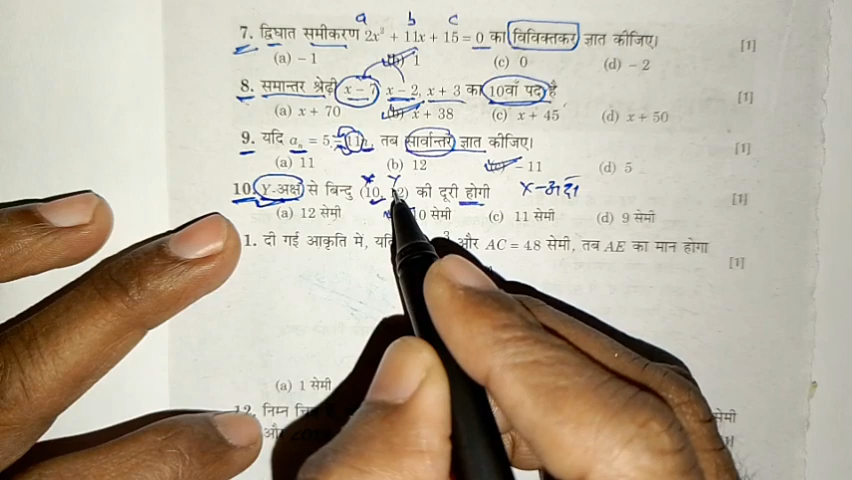 a b c
7. द्विघात समीकरण 2x² + 11x + 15 = 0 का विविक्तकर ज्ञात कीजिए। [1]
(a) – 1 (b) 1 (c) 0 (d) – 2
8. समान्तर श्रेढ़ी x – 7, x – 2, x + 3 का 10वाँ पद है [1]
(a) x + 70 (b) x + 38 (c) x + 45 (d) x + 50
9. यदि aₙ = 5 – 11n, तब सार्वान्तर ज्ञात कीजिए। [1]
(a) 11 (b) 12 (c) – 11 (d) 5
x y
10. Y-अक्ष से बिन्दु (10, 12) की दूरी होगी x-अक्ष [1]
(a) 12 सेमी 10 सेमी (c) 11 सेमी (d) 9 सेमी
1. दी गई आकृति में, यदि 3 और AC = 48 सेमी, तब AE का मान होगा [1]
(a) 1 सेमी
12. निम्न सेमी
और